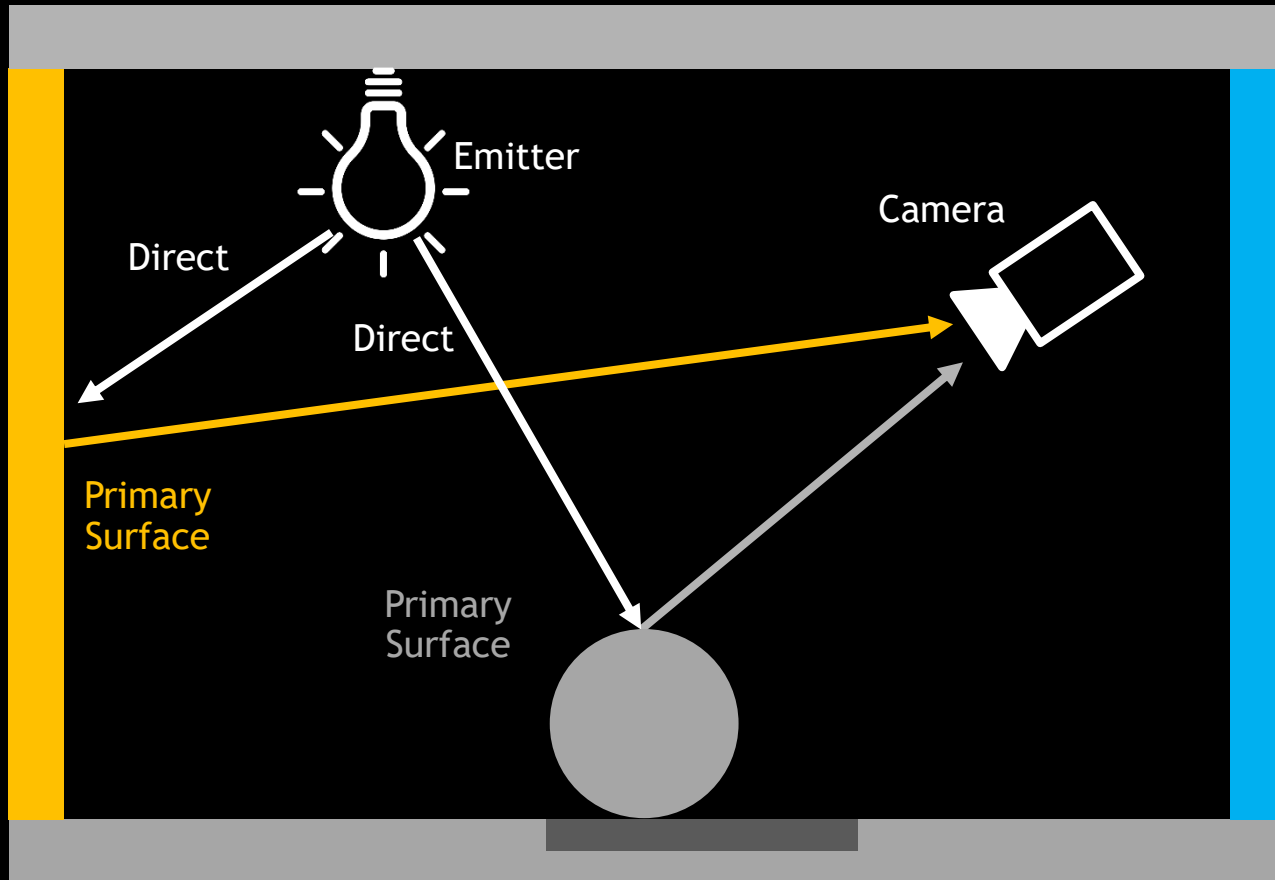 Emitter
Camera
Direct
Direct
Primary
Surface
Primary
Surface